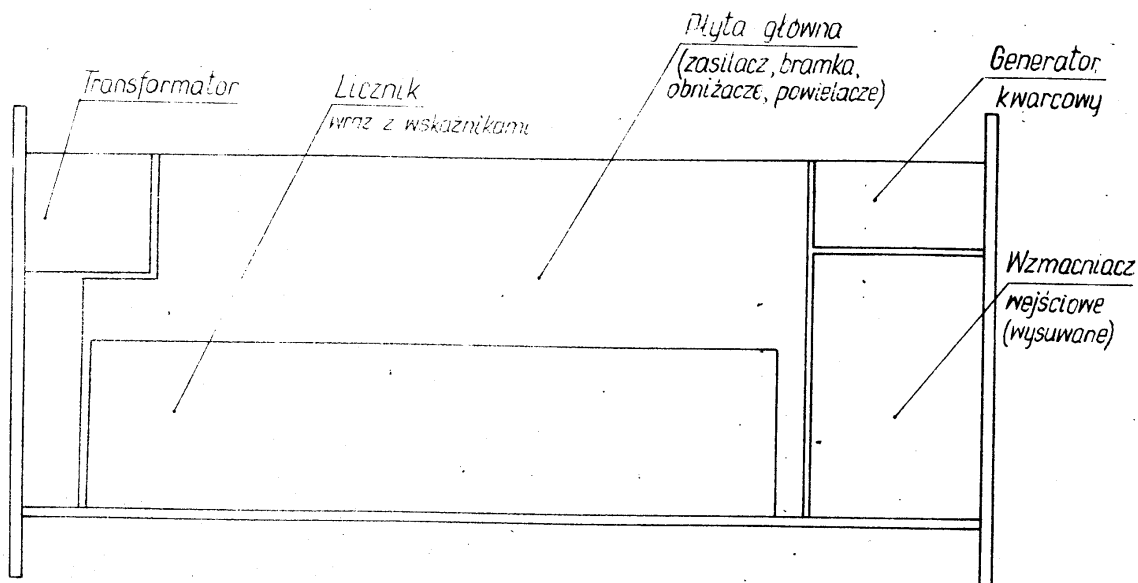 Transformator
Licznik
wraz z wskaźnikami
Płyta główna
(zasilacz, bramka,
obniżacze, powielacze)
Generator
kwarcowy
Wzmacniacz
wejściowe
(wysuwane)